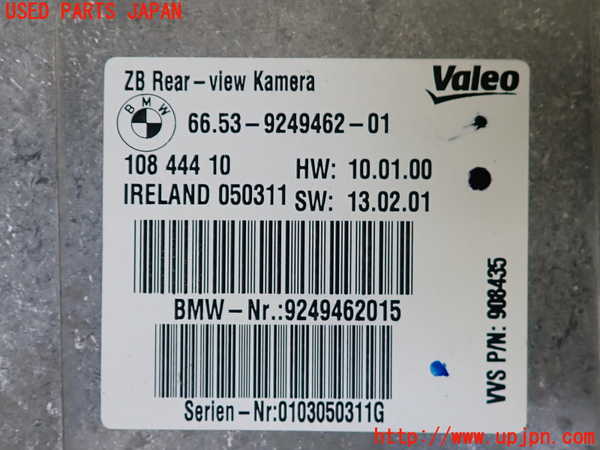 USED PARTS JAPAN
ZB Rear-view Kamera
Valeo
BMW
66.53-9249462-01
108 444 10
HW: 10.01.00
IRELAND 050311
SW: 13.02.01
BMW-Nr.:9249462015
Serien-Nr:0103050311G
VVS P/N: 908435
http://www.upjpn.com/